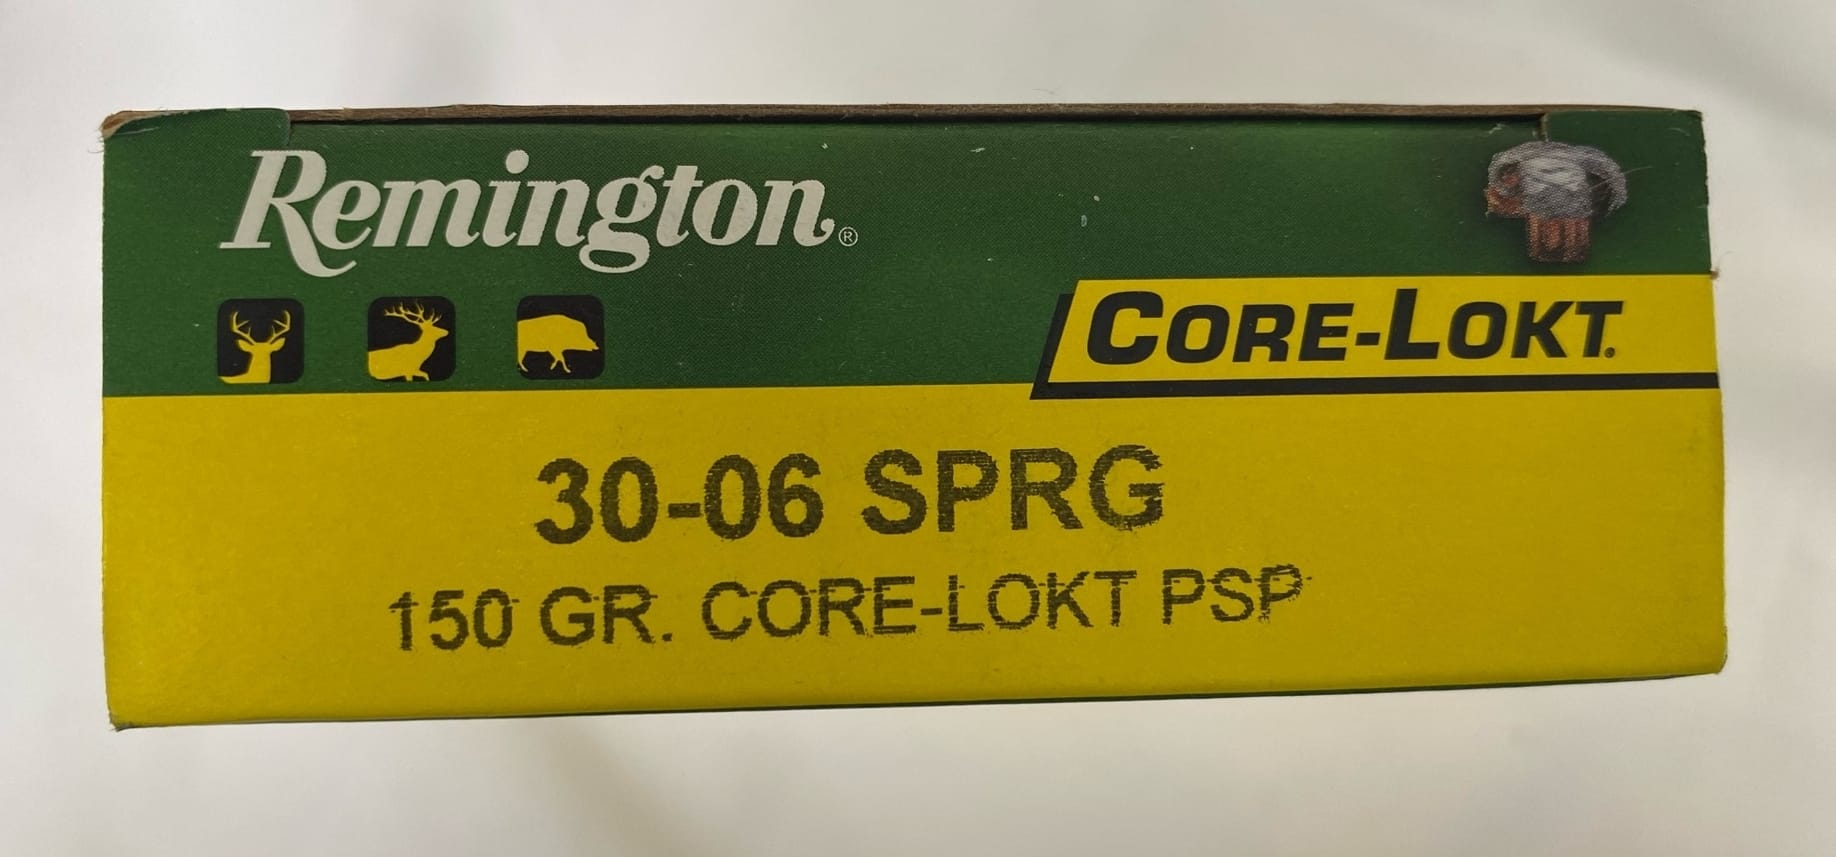 Remington®
CORE-LOKT®
30-06 SPRG
150 GR. CORE-LOKT PSP